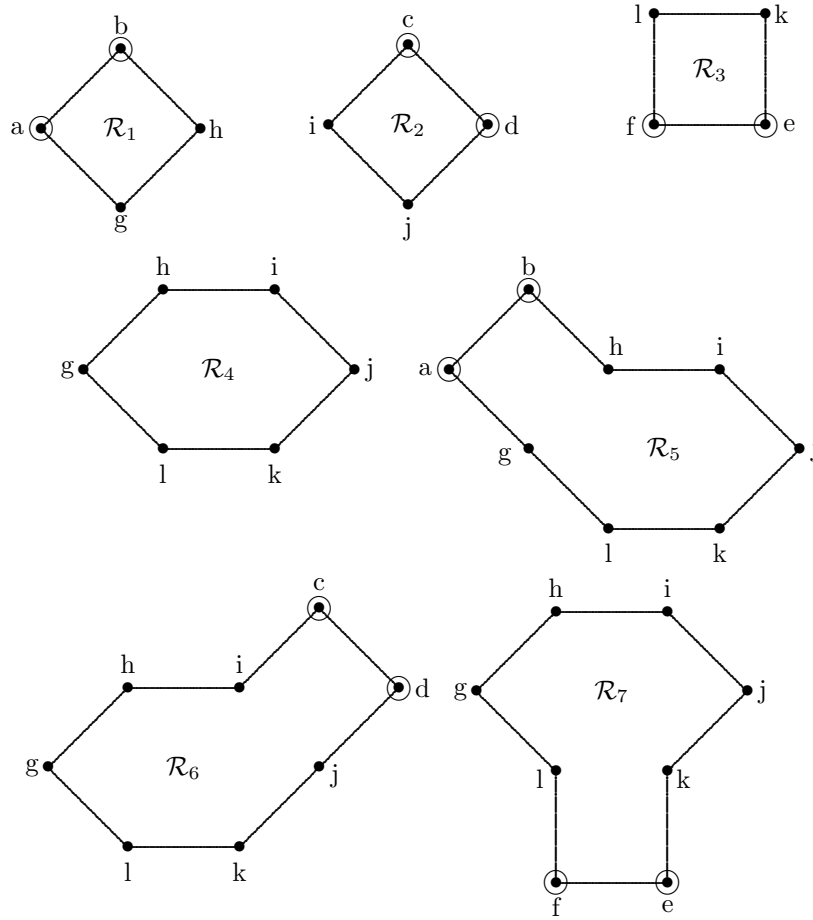 b c l k
a R₁ h i R₂ d R₃
f e
g j
h i b
g R₄ j a h i
l k g R₅ j
l k
c h i
h i g R₇ j
g R₆ d
j l k
l k f e